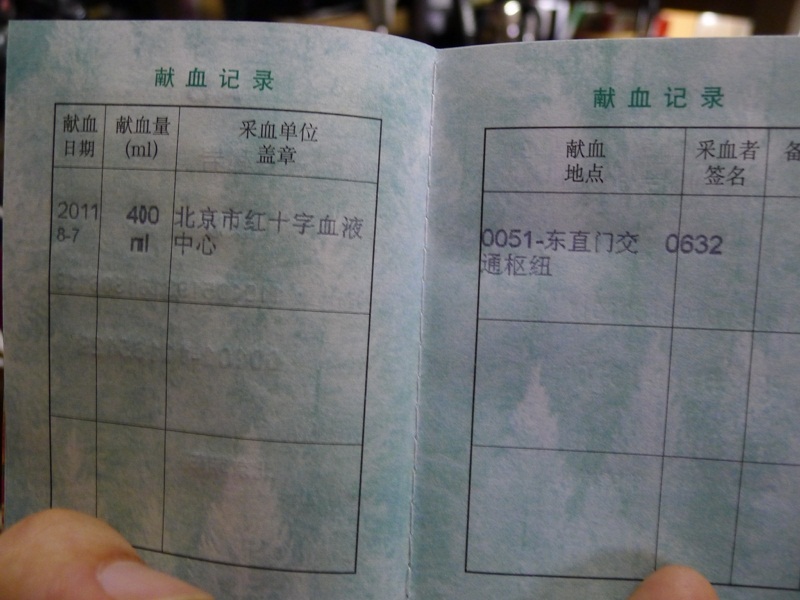 献血记录
献血 献血量 采血单位
日期 (ml) 盖章
2011 400 北京市红十字血液
8-7 ml 中心
献血记录
献血 采血者 备
地点 签名
0051-东直门交 0632
通枢纽